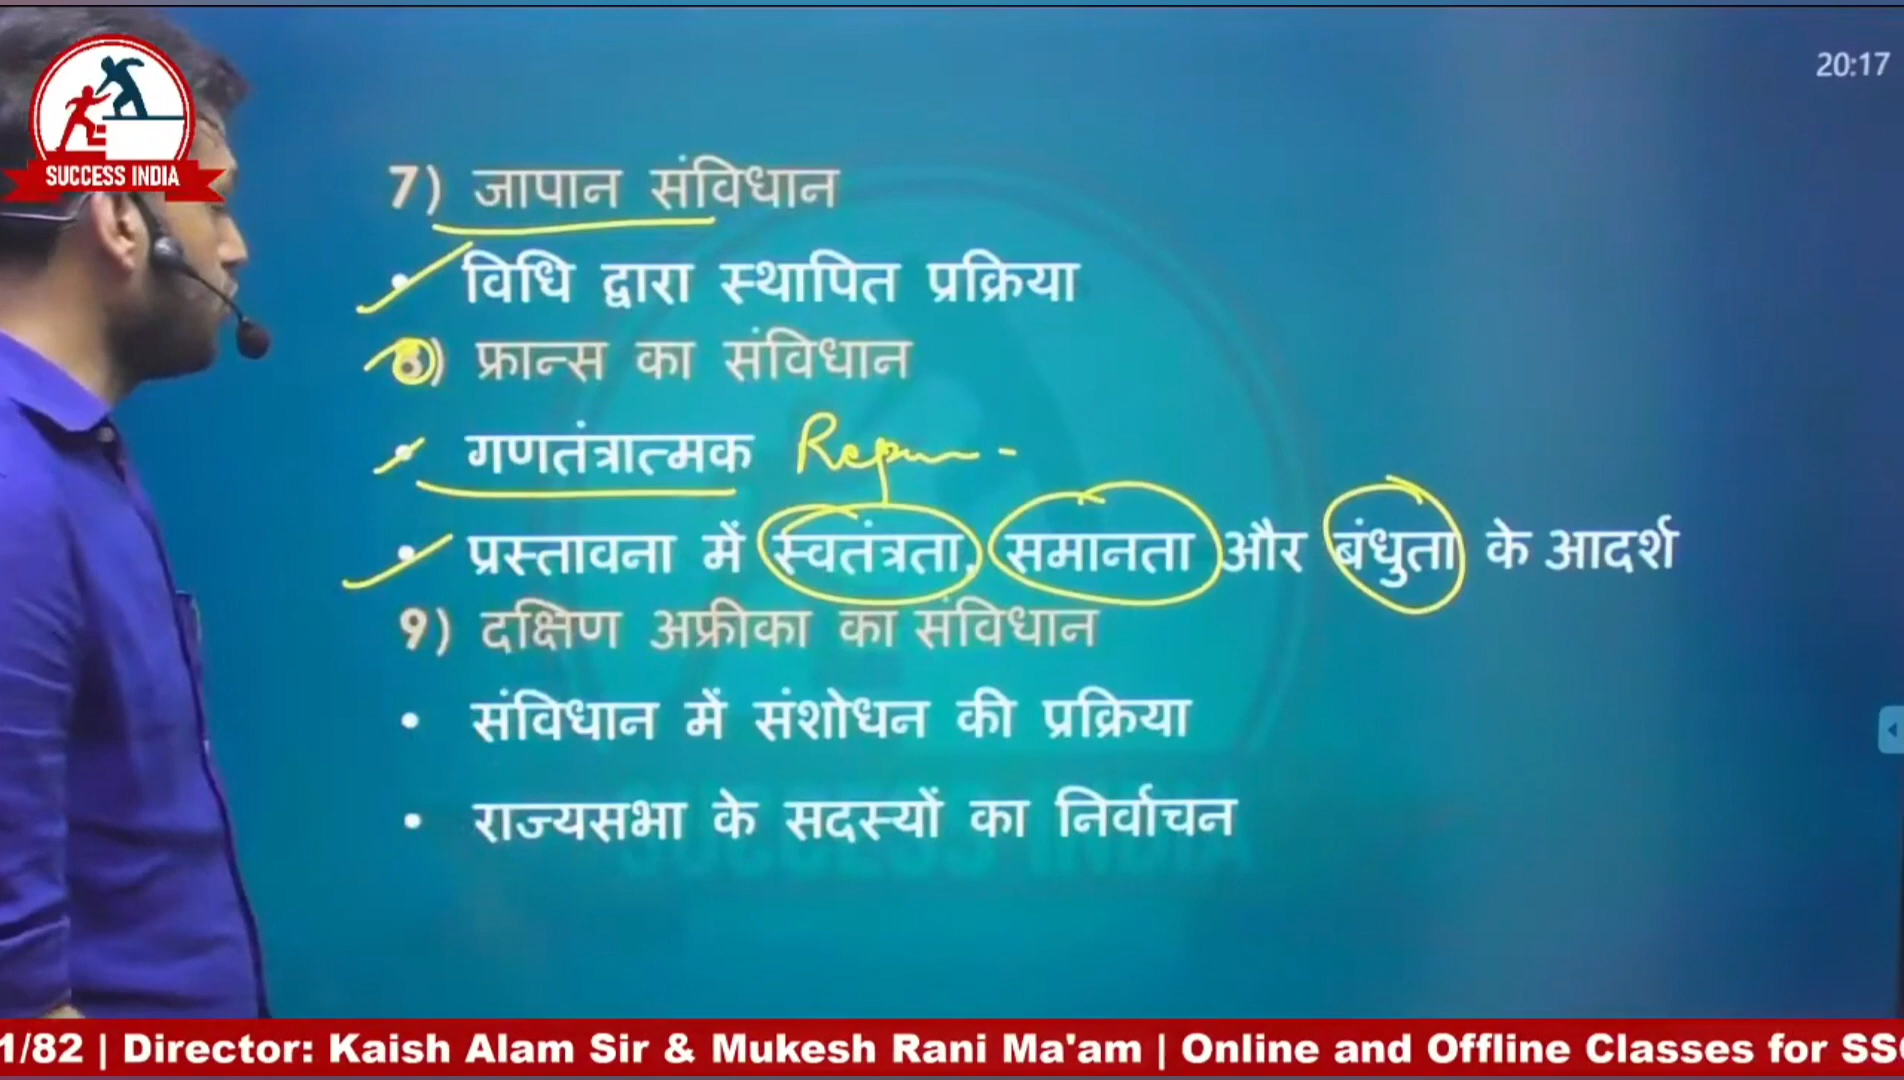 SUCCESS INDIA
20:17
7) जापान संविधान
• विधि द्वारा स्थापित प्रक्रिया
8) फ्रान्स का संविधान
• गणतंत्रात्मक
• प्रस्तावना में स्वतंत्रता, समानता और बंधुता के आदर्श
9) दक्षिण अफ्रीका का संविधान
• संविधान में संशोधन की प्रक्रिया
• राज्यसभा के सदस्यों का निर्वाचन
SUCCESS INDIA
1/82 | Director: Kaish Alam Sir & Mukesh Rani Ma'am | Online and Offline Classes for SS